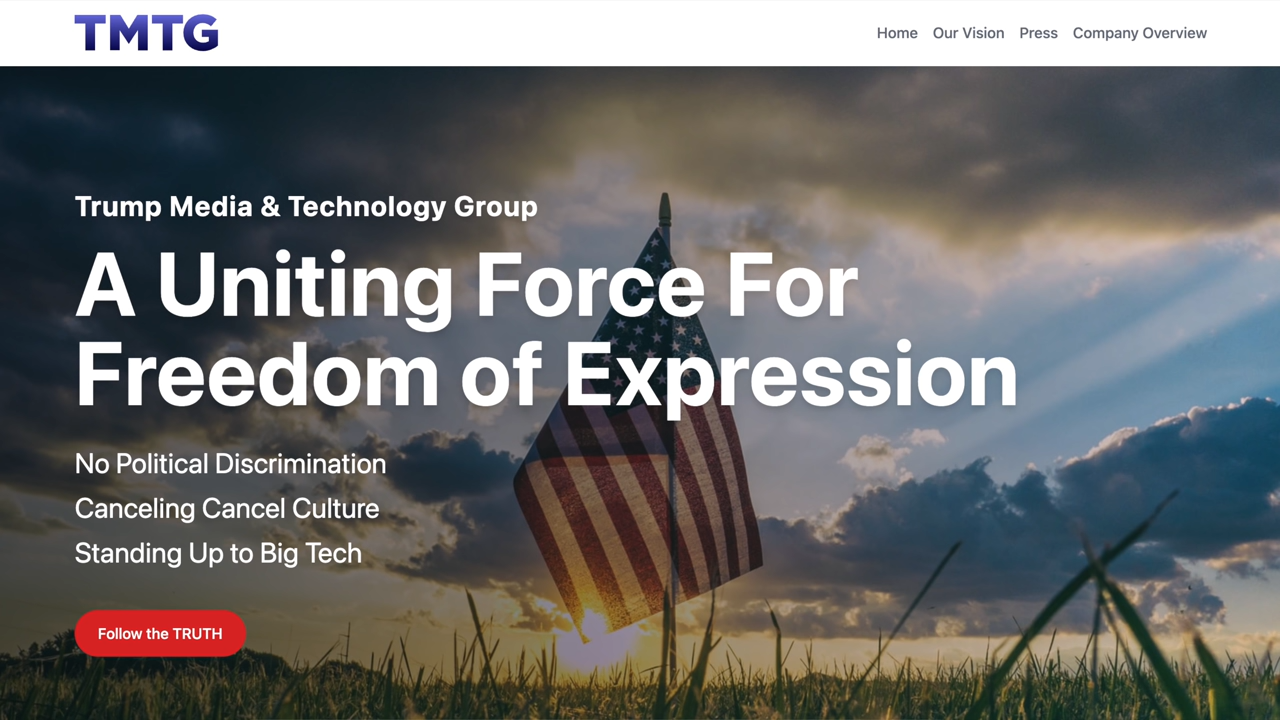 TMTG
Home Our Vision Press Company Overview
Trump Media & Technology Group
A Uniting Force For
Freedom of Expression
No Political Discrimination
Canceling Cancel Culture
Standing Up to Big Tech
Follow the TRUTH